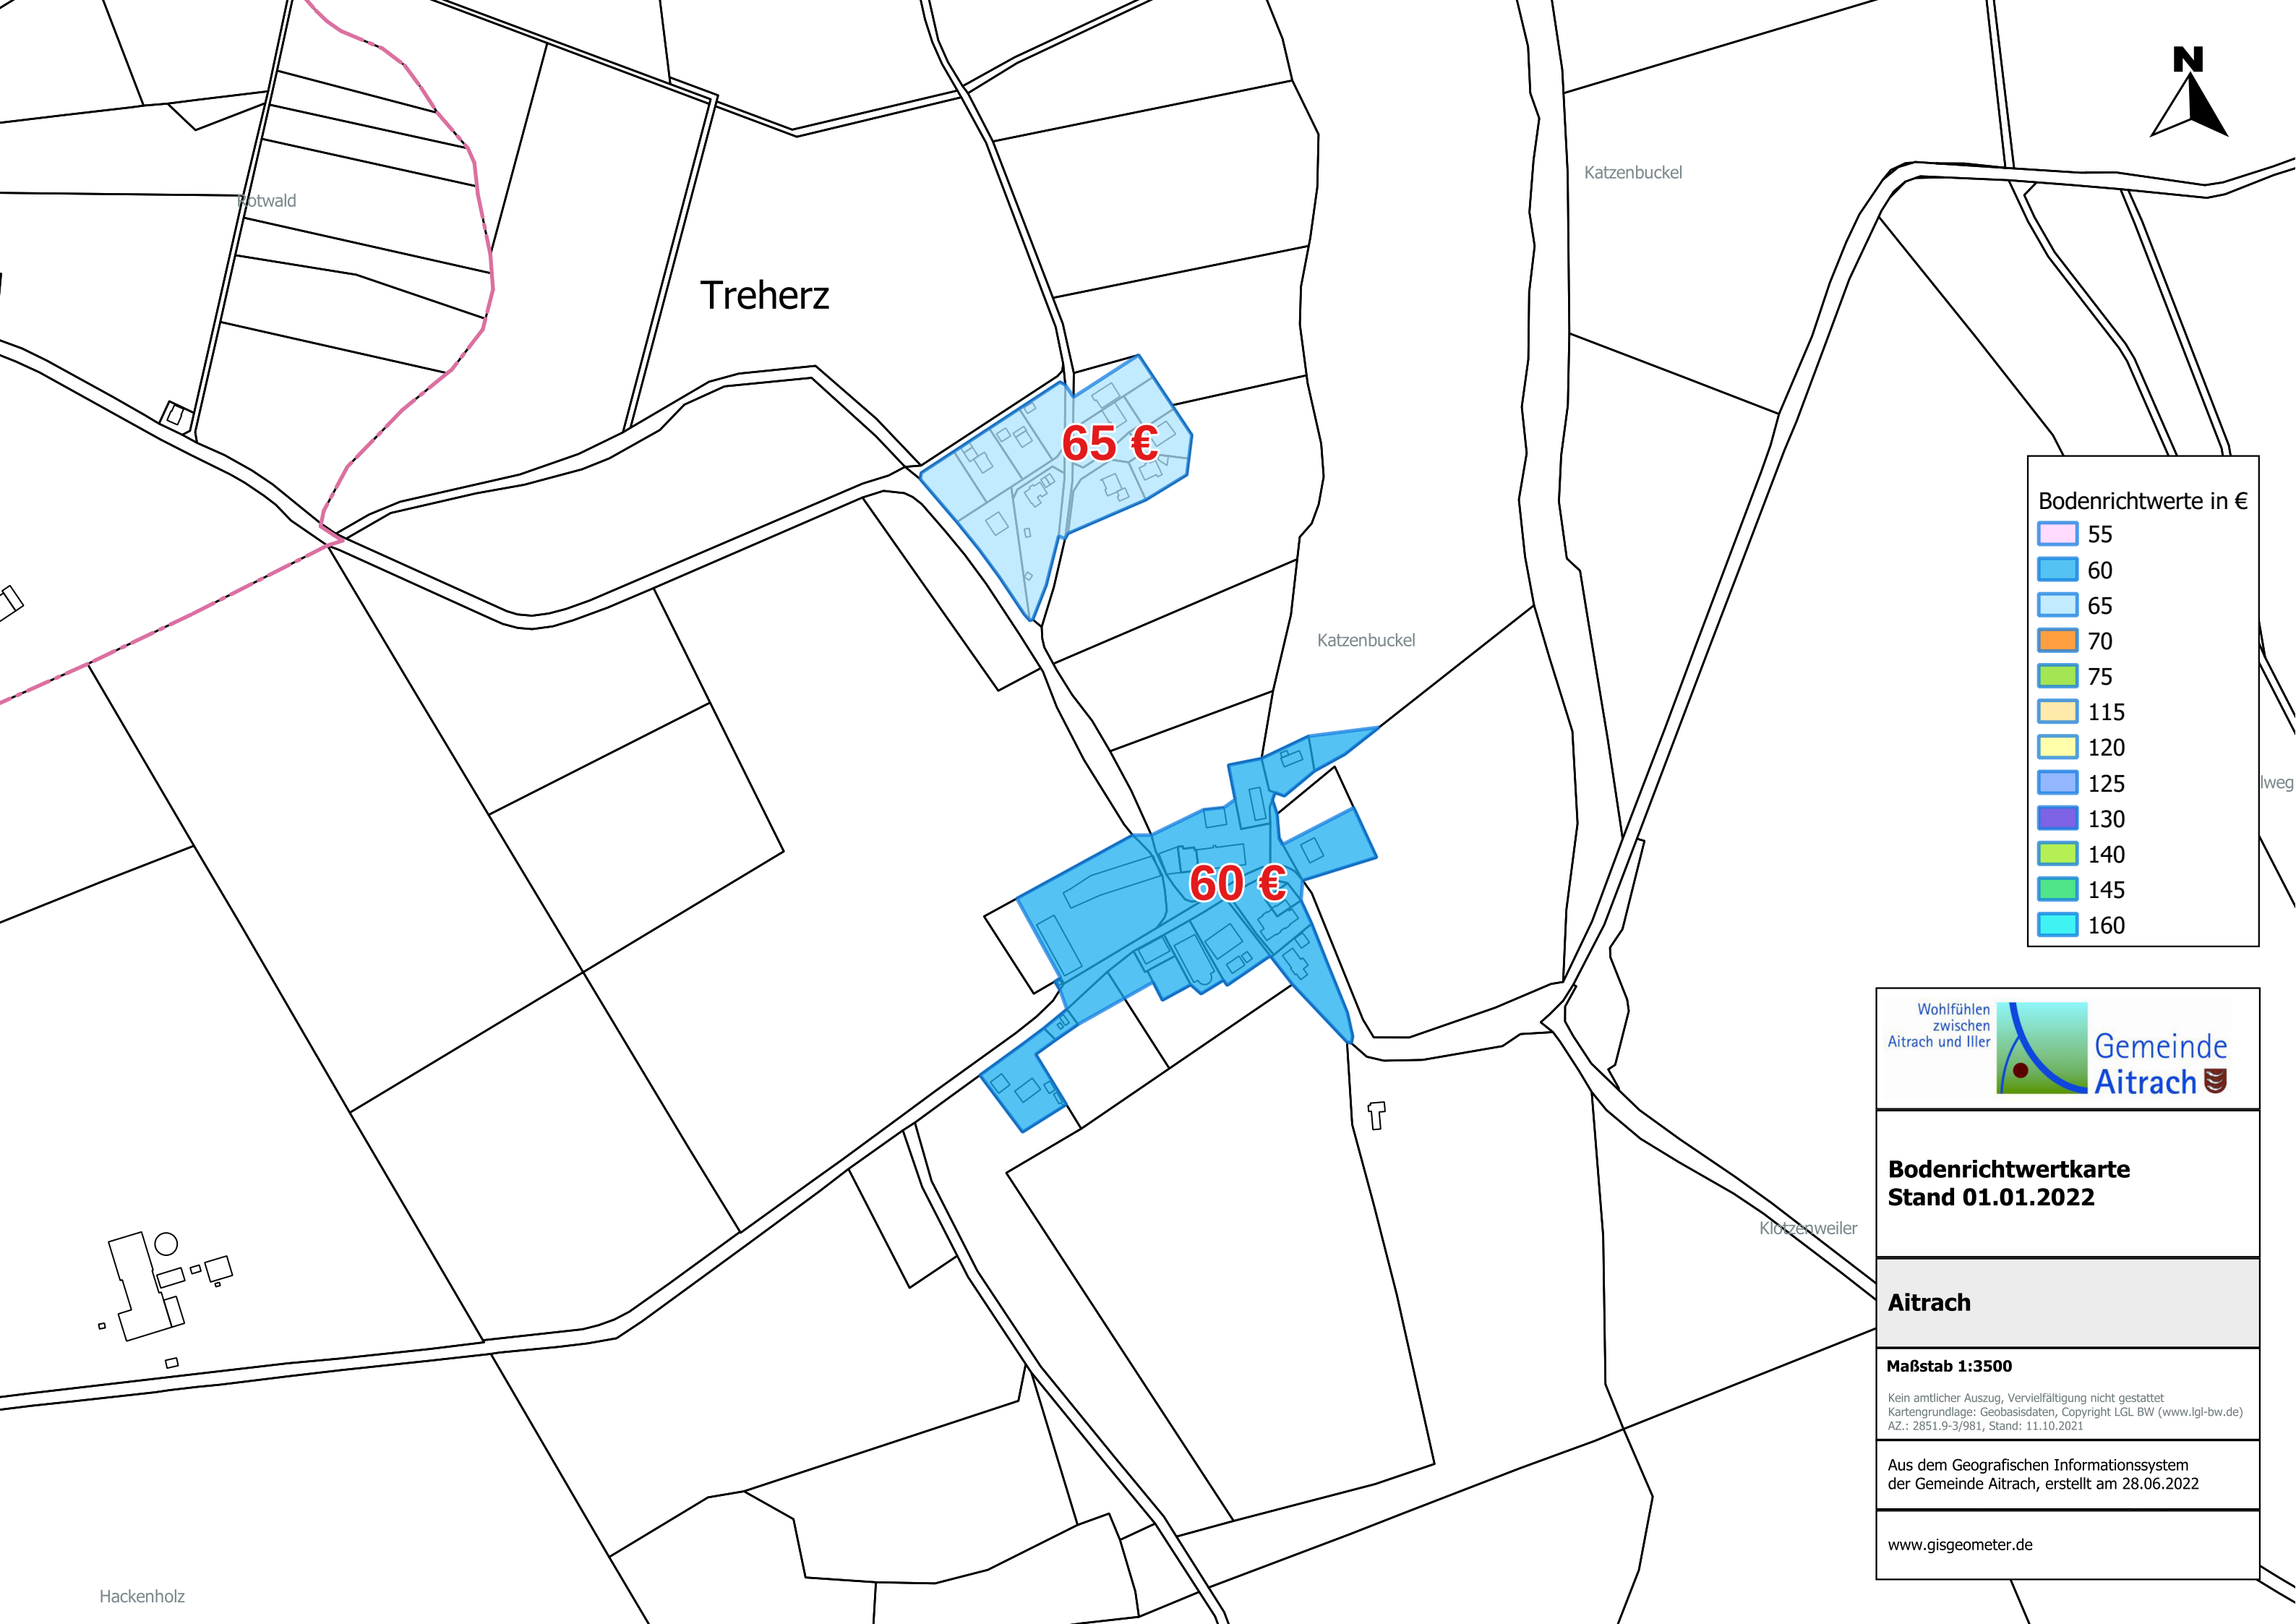 N
Katzenbuckel
Rotwald
Treherz
65 €
Bodenrichtwerte in €
55
60
65
70
75
115
120
125
130
140
145
160
Katzenbuckel
lweg
60 €
Wohlfühlen
zwischen
Aitrach und Iller
Gemeinde
Aitrach
Bodenrichtwertkarte
Stand 01.01.2022
Klotzenweiler
Aitrach
Maßstab 1:3500
Kein amtlicher Auszug, Vervielfältigung nicht gestattet
Kartengrundlage: Geobasisdaten, Copyright LGL BW (www.lgl-bw.de)
AZ.: 2851.9-3/981, Stand: 11.10.2021
Aus dem Geografischen Informationssystem
der Gemeinde Aitrach, erstellt am 28.06.2022
www.gisgeometer.de
Hackenholz